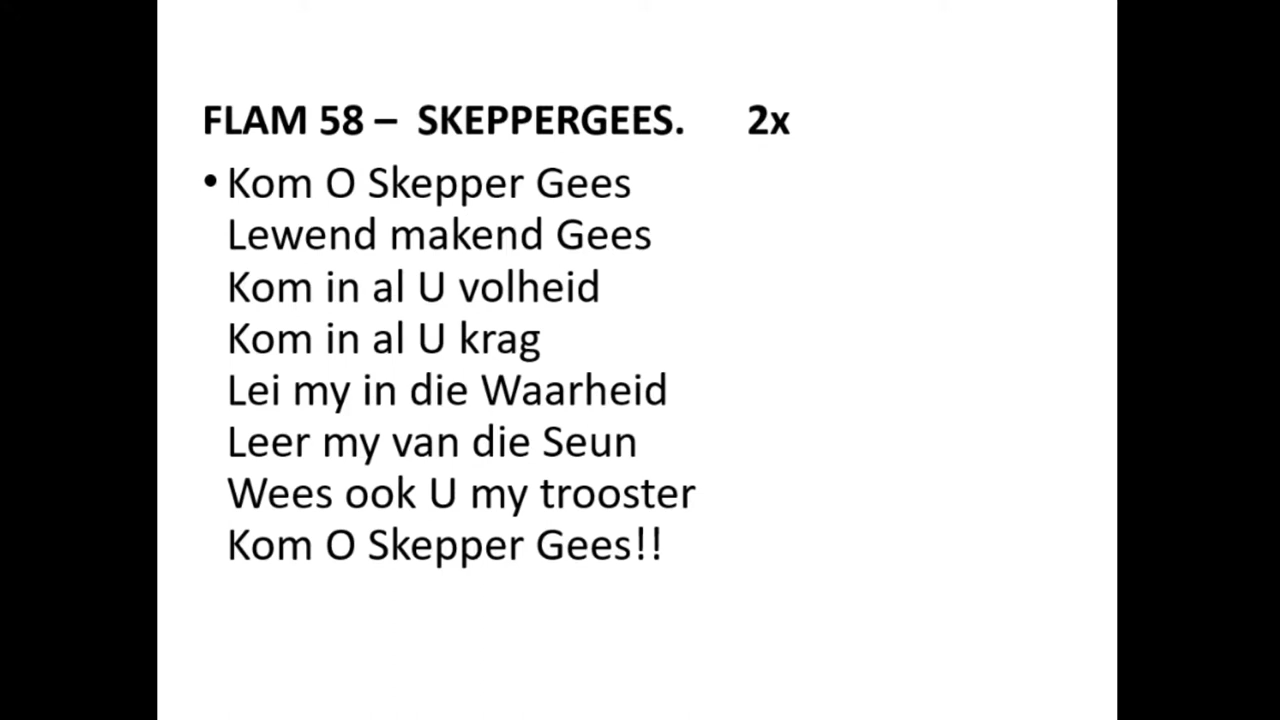 FLAM 58 – SKEPPERGEES. 2x
• Kom O Skepper Gees
Lewend makend Gees
Kom in al U volheid
Kom in al U krag
Lei my in die Waarheid
Leer my van die Seun
Wees ook U my trooster
Kom O Skepper Gees!!